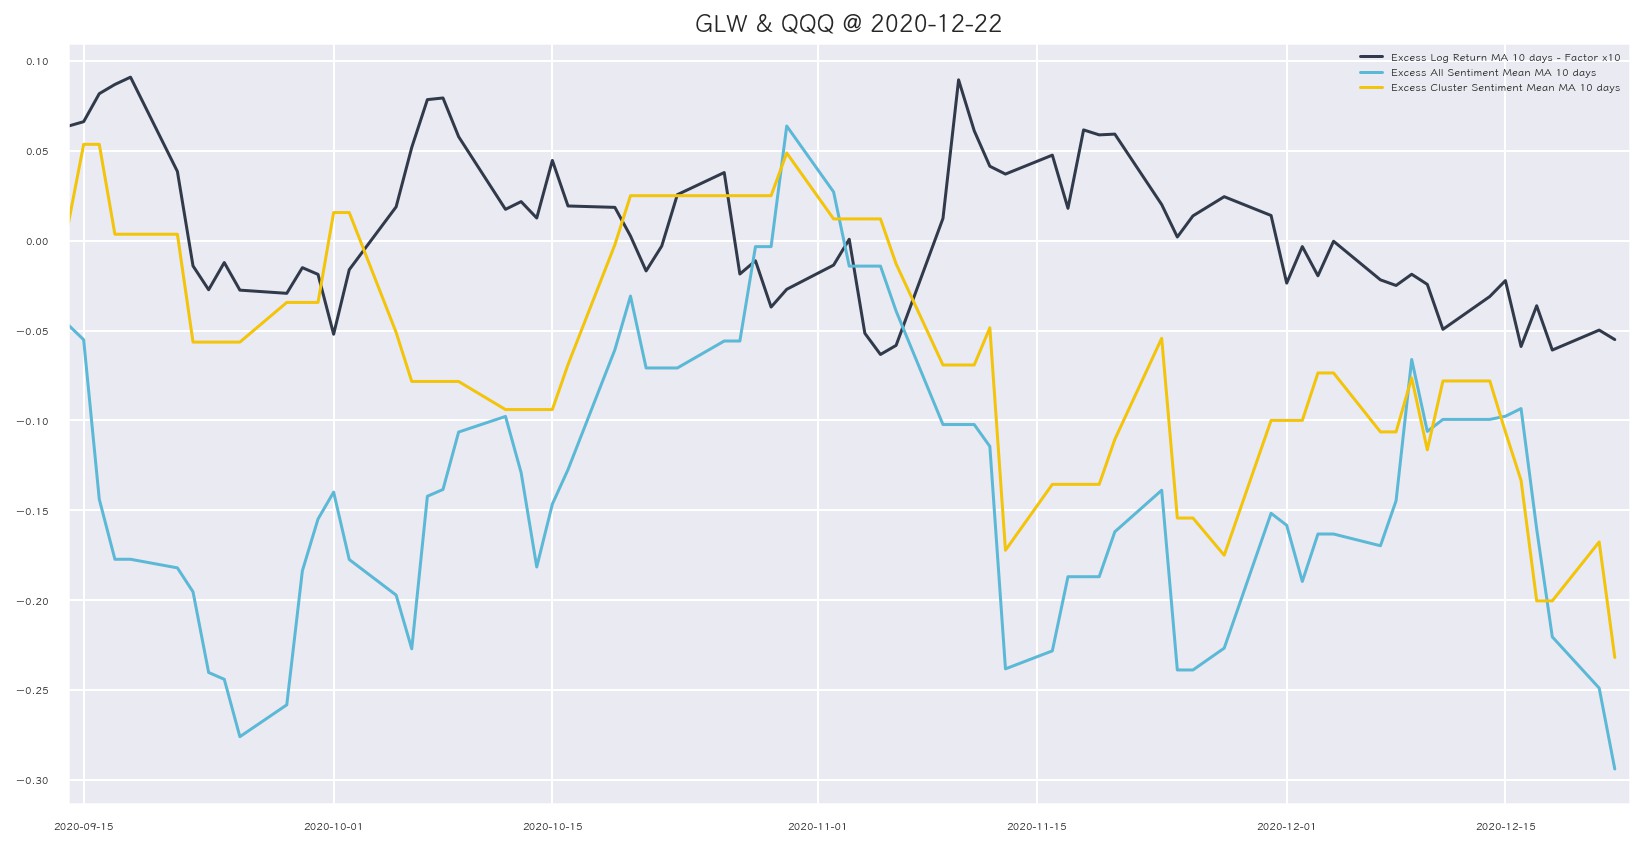 GLW & QQQ @ 2020-12-22
Excess Log Return MA 10 days - Factor x10
Excess All Sentiment Mean MA 10 days
Excess Cluster Sentiment Mean MA 10 days
0.10
0.05
0.00
−0.05
−0.10
−0.15
−0.20
−0.25
−0.30
2020-09-15 2020-10-01 2020-10-15 2020-11-01 2020-11-15 2020-12-01 2020-12-15